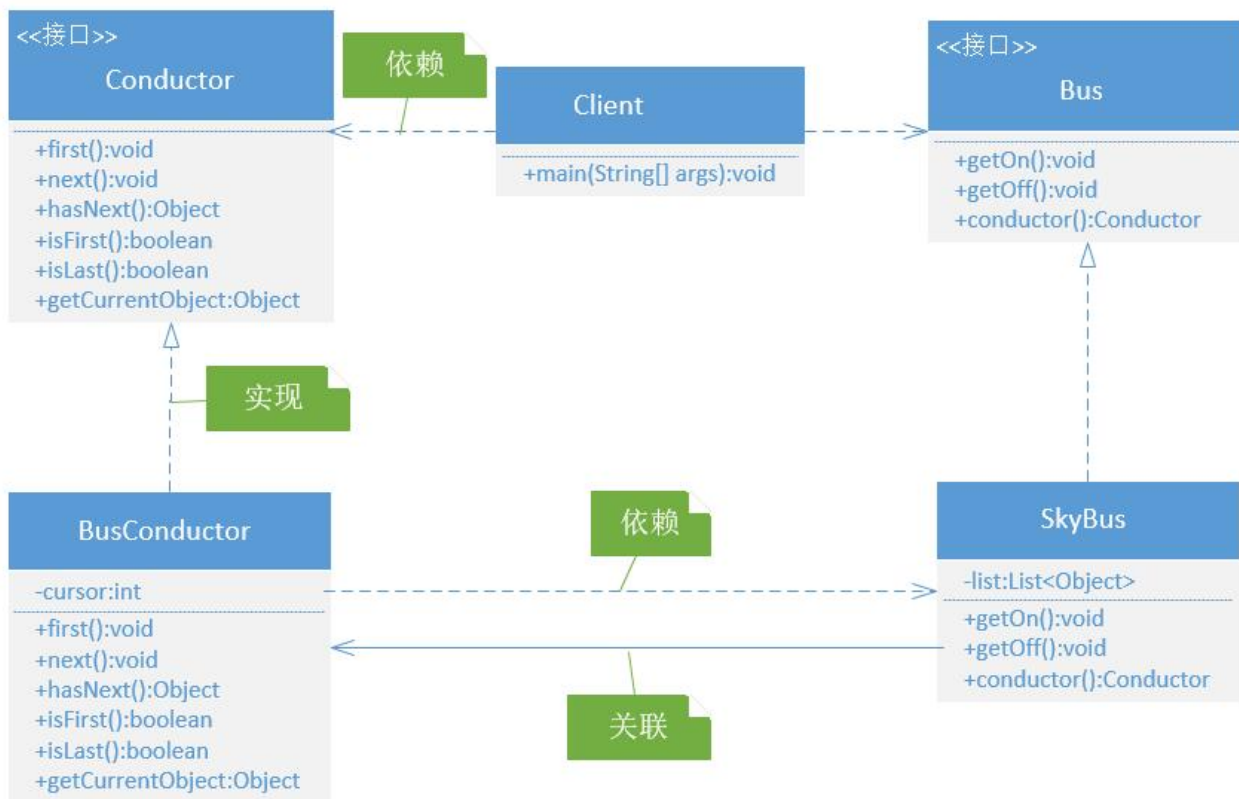 <<接口>>
Conductor
+first():void
+next():void
+hasNext():Object
+isFirst():boolean
+isLast():boolean
+getCurrentObject:Object
依赖
Client
+main(String[] args):void
<<接口>>
Bus
+getOn():void
+getOff():void
+conductor():Conductor
实现
BusConductor
-cursor:int
+first():void
+next():void
+hasNext():Object
+isFirst():boolean
+isLast():boolean
+getCurrentObject:Object
依赖
关联
SkyBus
-list:List<Object>
+getOn():void
+getOff():void
+conductor():Conductor